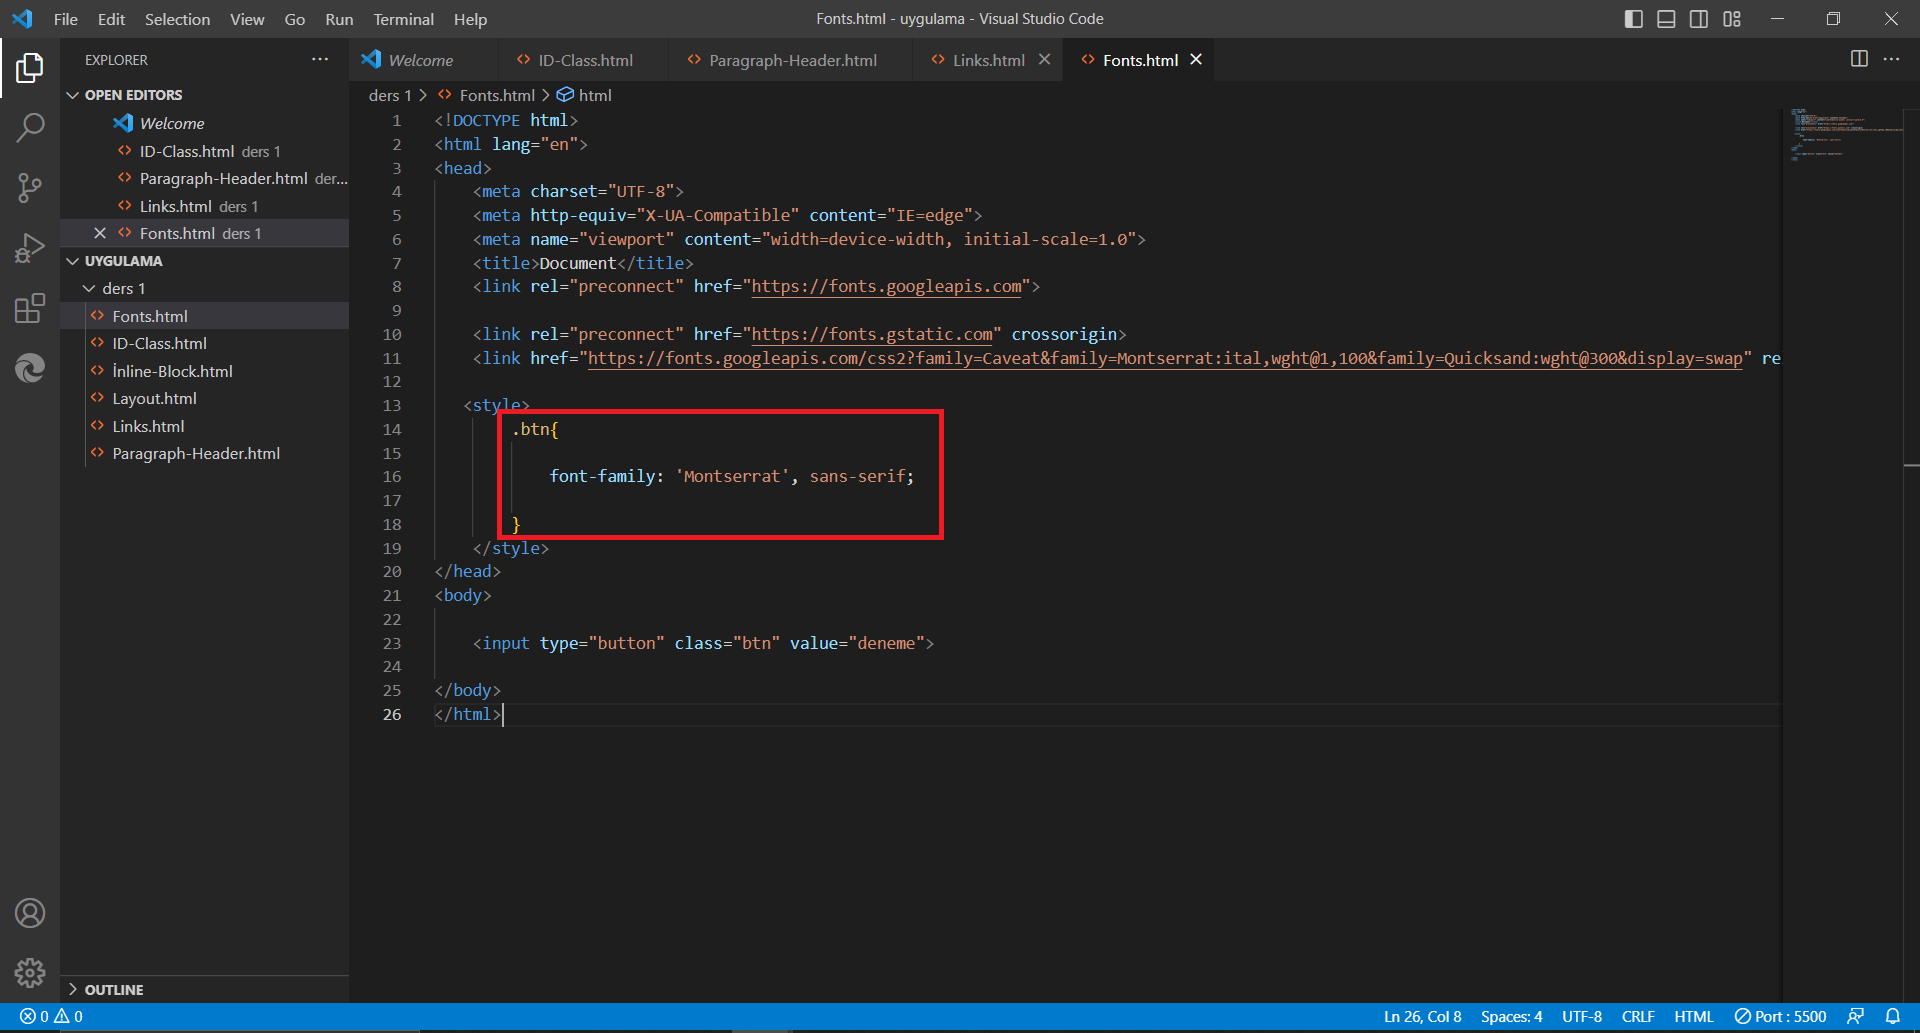 File Edit Selection View Go Run Terminal Help
Fonts.html - uygulama - Visual Studio Code
EXPLORER
OPEN EDITORS
Welcome
ID-Class.html ders 1
Paragraph-Header.html der...
Links.html ders 1
Fonts.html ders 1
UYGULAMA
ders 1
Fonts.html
ID-Class.html
İnline-Block.html
Layout.html
Links.html
Paragraph-Header.html
OUTLINE
Welcome ID-Class.html Paragraph-Header.html Links.html Fonts.html
ders 1 > Fonts.html > html
1 <!DOCTYPE html>
2 <html lang="en">
3 <head>
4 <meta charset="UTF-8">
5 <meta http-equiv="X-UA-Compatible" content="IE=edge">
6 <meta name="viewport" content="width=device-width, initial-scale=1.0">
7 <title>Document</title>
8 <link rel="preconnect" href="https://fonts.googleapis.com">
9
10 <link rel="preconnect" href="https://fonts.gstatic.com" crossorigin>
11 <link href="https://fonts.googleapis.com/css2?family=Caveat&family=Montserrat:ital,wght@1,100&family=Quicksand:wght@300&display=swap" re
12
13 <style>
14 .btn{
15
16 font-family: 'Montserrat', sans-serif;
17
18 }
19 </style>
20 </head>
21 <body>
22
23 <input type="button" class="btn" value="deneme">
24
25 </body>
26 </html>
0 0
Ln 26, Col 8 Spaces: 4 UTF-8 CRLF HTML Port : 5500